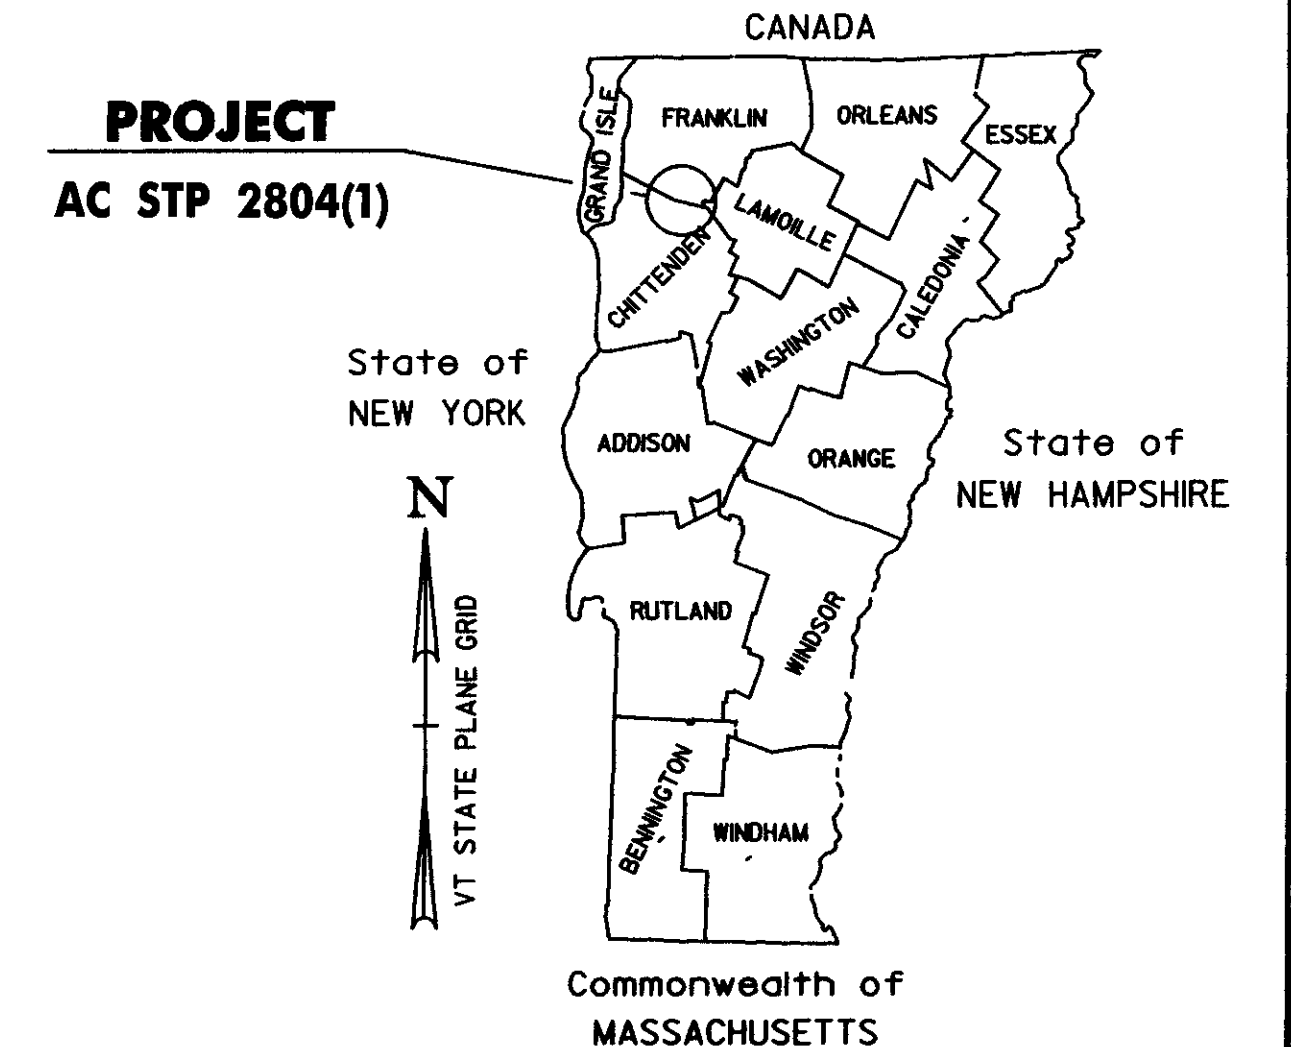 CANADA
PROJECT
AC STP 2804(1)
GRAND ISLE
FRANKLIN
ORLEANS
ESSEX
LAMOILLE
CHITTENDEN
CALEDONIA
WASHINGTON
State of
NEW YORK
ADDISON
ORANGE
State of
NEW HAMPSHIRE
N
VT STATE PLANE GRID
RUTLAND
WINDSOR
BENNINGTON
WINDHAM
Commonwealth of
MASSACHUSETTS